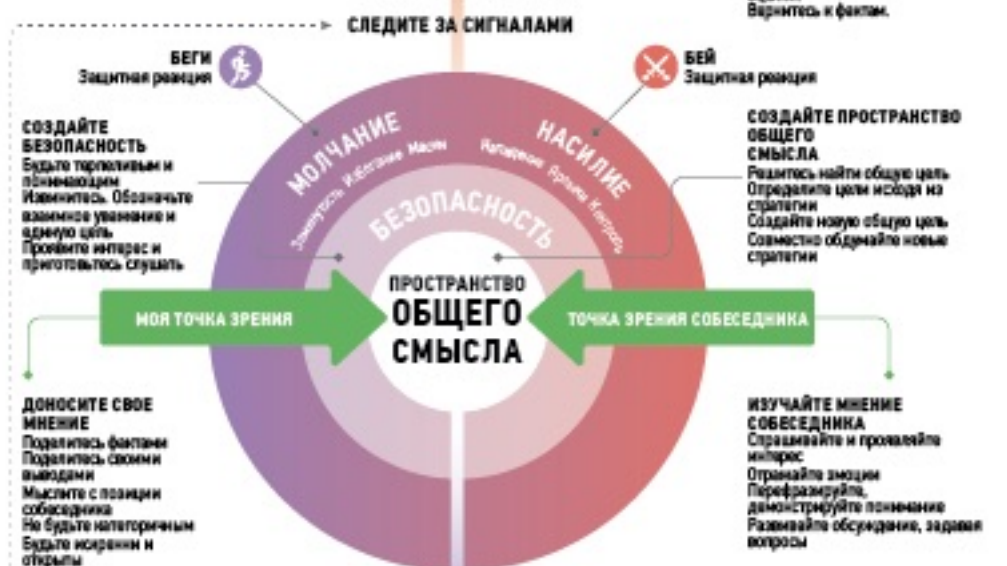 Вернитесь к фактам.
СЛЕДИТЕ ЗА СИГНАЛАМИ
БЕГИ
Защитная реакция
БЕЙ
Защитная реакция
СОЗДАЙТЕ
БЕЗОПАСНОСТЬ
Будьте терпеливым и
понимающим
Извинитесь. Обозначьте
взаимное уважение и
единую цель
Проявите интерес и
приготовьтесь слушать
МОЛЧАНИЕ
Замкнутость Избегание Маски
НАСИЛИЕ
Нападение Ярлыки Контроль
БЕЗОПАСНОСТЬ
СОЗДАЙТЕ ПРОСТРАНСТВО
ОБЩЕГО
СМЫСЛА
Решитесь найти общую цель
Определите цели исходя из
стратегии
Создайте новую общую цель
Совместно обдумайте новые
стратегии
ПРОСТРАНСТВО
ОБЩЕГО
СМЫСЛА
МОЯ ТОЧКА ЗРЕНИЯ
ТОЧКА ЗРЕНИЯ СОБЕСЕДНИКА
ДОНОСИТЕ СВОЕ
МНЕНИЕ
Поделитесь фактами
Поделитесь своими
выводами
Мыслите с позиции
собеседника
Не будьте категоричным
Будьте искренни и
открыты
ИЗУЧАЙТЕ МНЕНИЕ
СОБЕСЕДНИКА
Спрашивайте и проявляйте
интерес
Отражайте эмоции
Перефразируйте,
демонстрируйте понимание
Развивайте обсуждение, задавая
вопросы